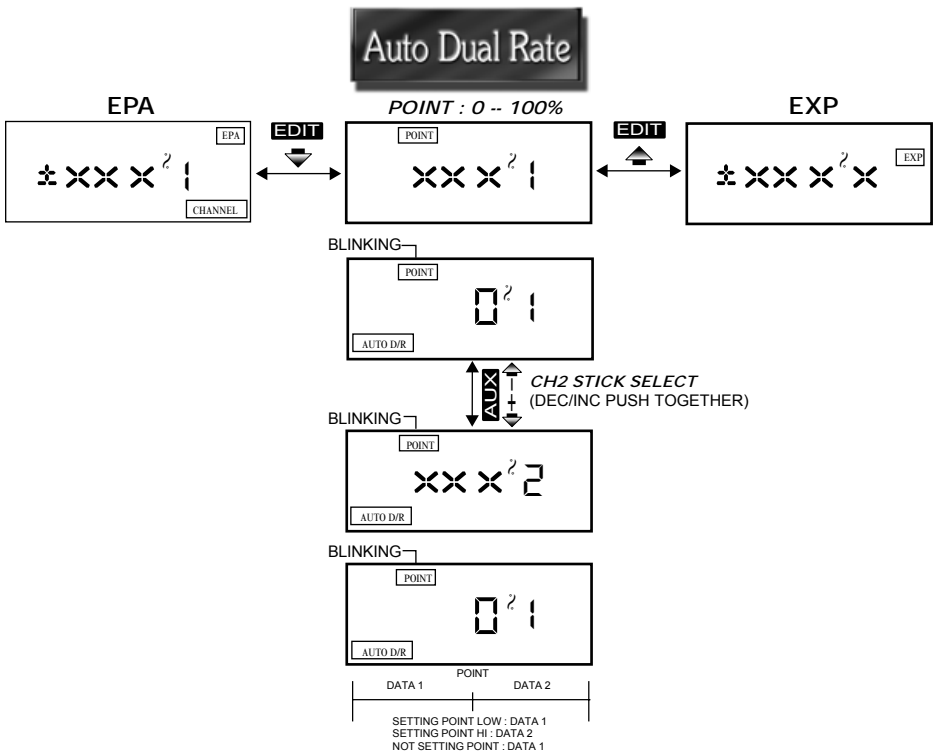 Auto Dual Rate
EPA
POINT : 0 -- 100%
EXP
EPA
±XXX% 1
CHANNEL
EDIT
POINT
XXX% 1
EDIT
±XXX% X
EXP
BLINKING
POINT
0% 1
AUTO D/R
AUX
CH2 STICK SELECT
(DEC/INC PUSH TOGETHER)
BLINKING
POINT
XXX% 2
AUTO D/R
BLINKING
POINT
0% 1
AUTO D/R
POINT
DATA 1 DATA 2
SETTING POINT LOW : DATA 1
SETTING POINT HI : DATA 2
NOT SETTING POINT : DATA 1